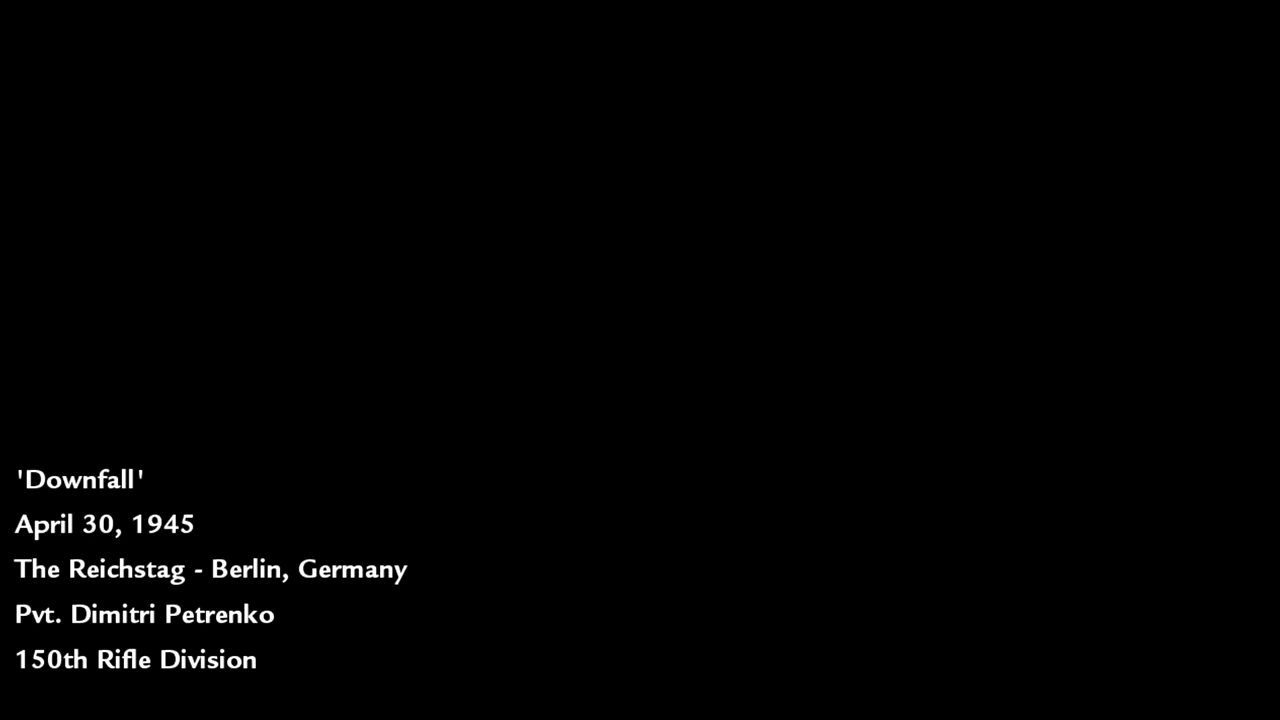 'Downfall'
April 30, 1945
The Reichstag - Berlin, Germany
Pvt. Dimitri Petrenko
150th Rifle Division